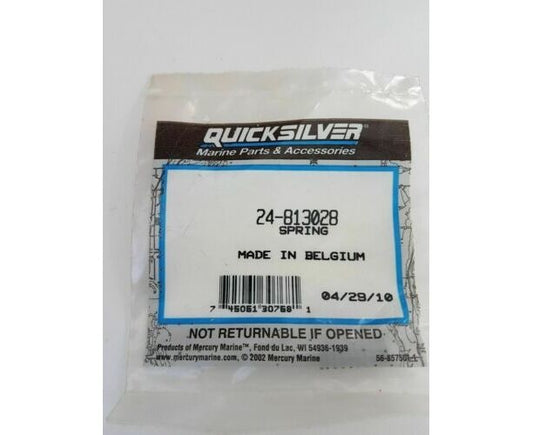 QUICKSILVER®
Marine Parts & Accessories
24-813028
SPRING
MADE IN BELGIUM
04/29/10
7 45061 30758 1
NOT RETURNABLE IF OPENED
Products of Mercury Marine™, Fond du Lac, WI 54936-1939
www.mercurymarine.com, © 2002 Mercury Marine